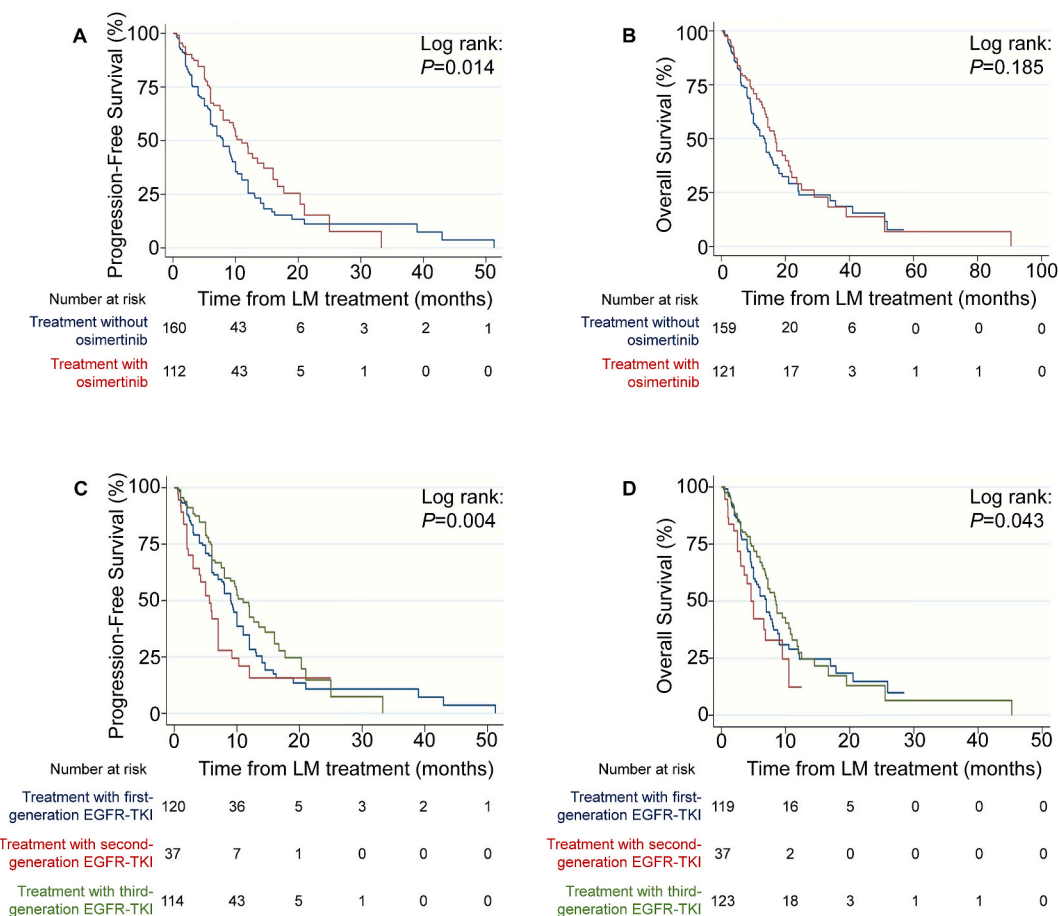 A
Progression-Free Survival (%)
100
75
50
25
0
Log rank:
P=0.014
0 10 20 30 40 50
Number at risk Time from LM treatment (months)
Treatment without
osimertinib
160 43 6 3 2 1
Treatment with
osimertinib
112 43 5 1 0 0
B
Overall Survival (%)
100
75
50
25
0
Log rank:
P=0.185
0 20 40 60 80 100
Number at risk Time from LM treatment (months)
Treatment without
osimertinib
159 20 6 0 0 0
Treatment with
osimertinib
121 17 3 1 1 0
C
Progression-Free Survival (%)
100
75
50
25
0
Log rank:
P=0.004
0 10 20 30 40 50
Number at risk Time from LM treatment (months)
Treatment with first-
generation EGFR-TKI
120 36 5 3 2 1
Treatment with second-
generation EGFR-TKI
37 7 1 0 0 0
Treatment with third-
generation EGFR-TKI
114 43 5 1 0 0
D
Overall Survival (%)
100
75
50
25
0
Log rank:
P=0.043
0 10 20 30 40 50
Number at risk Time from LM treatment (months)
Treatment with first-
generation EGFR-TKI
119 16 5 0 0 0
Treatment with second-
generation EGFR-TKI
37 2 0 0 0 0
Treatment with third-
generation EGFR-TKI
123 18 3 1 1 0